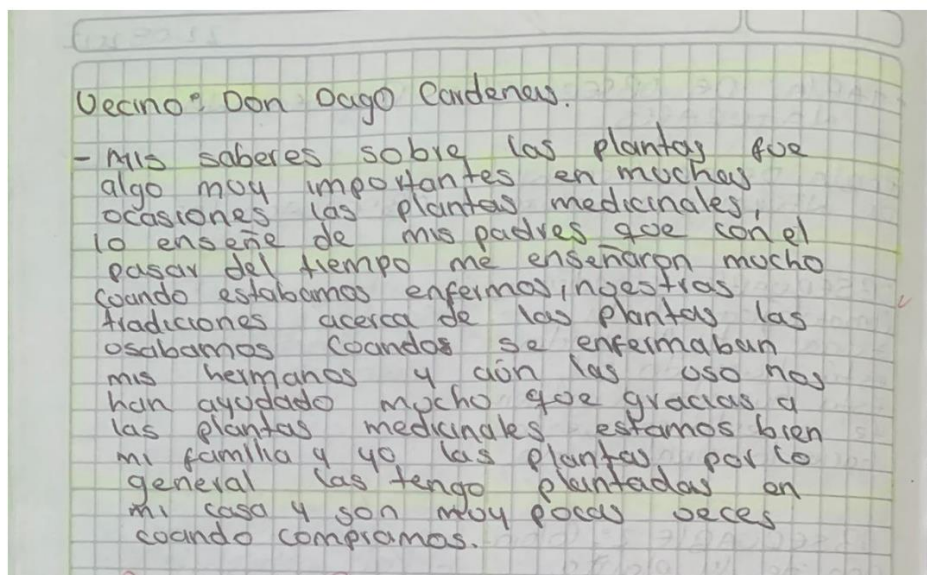 Vecino: Don Dago Cardenas.
- Mis saberes sobre las plantas fue
algo muy importantes en muchas
ocasiones las plantas medicinales,
lo enseñe de mis padres que con el
pasar del tiempo me enseñaron mucho
cuando estabamos enfermos, nuestras
tradiciones acerca de las plantas las
usabamos cuandos se enfermaban
mis hermanos y aún las uso nos
han ayudado mucho que gracias a
las plantas medicinales estamos bien
mi familia y yo las plantas por lo
general las tengo plantadas en
mi casa y son muy pocas veces
cuando compramos.